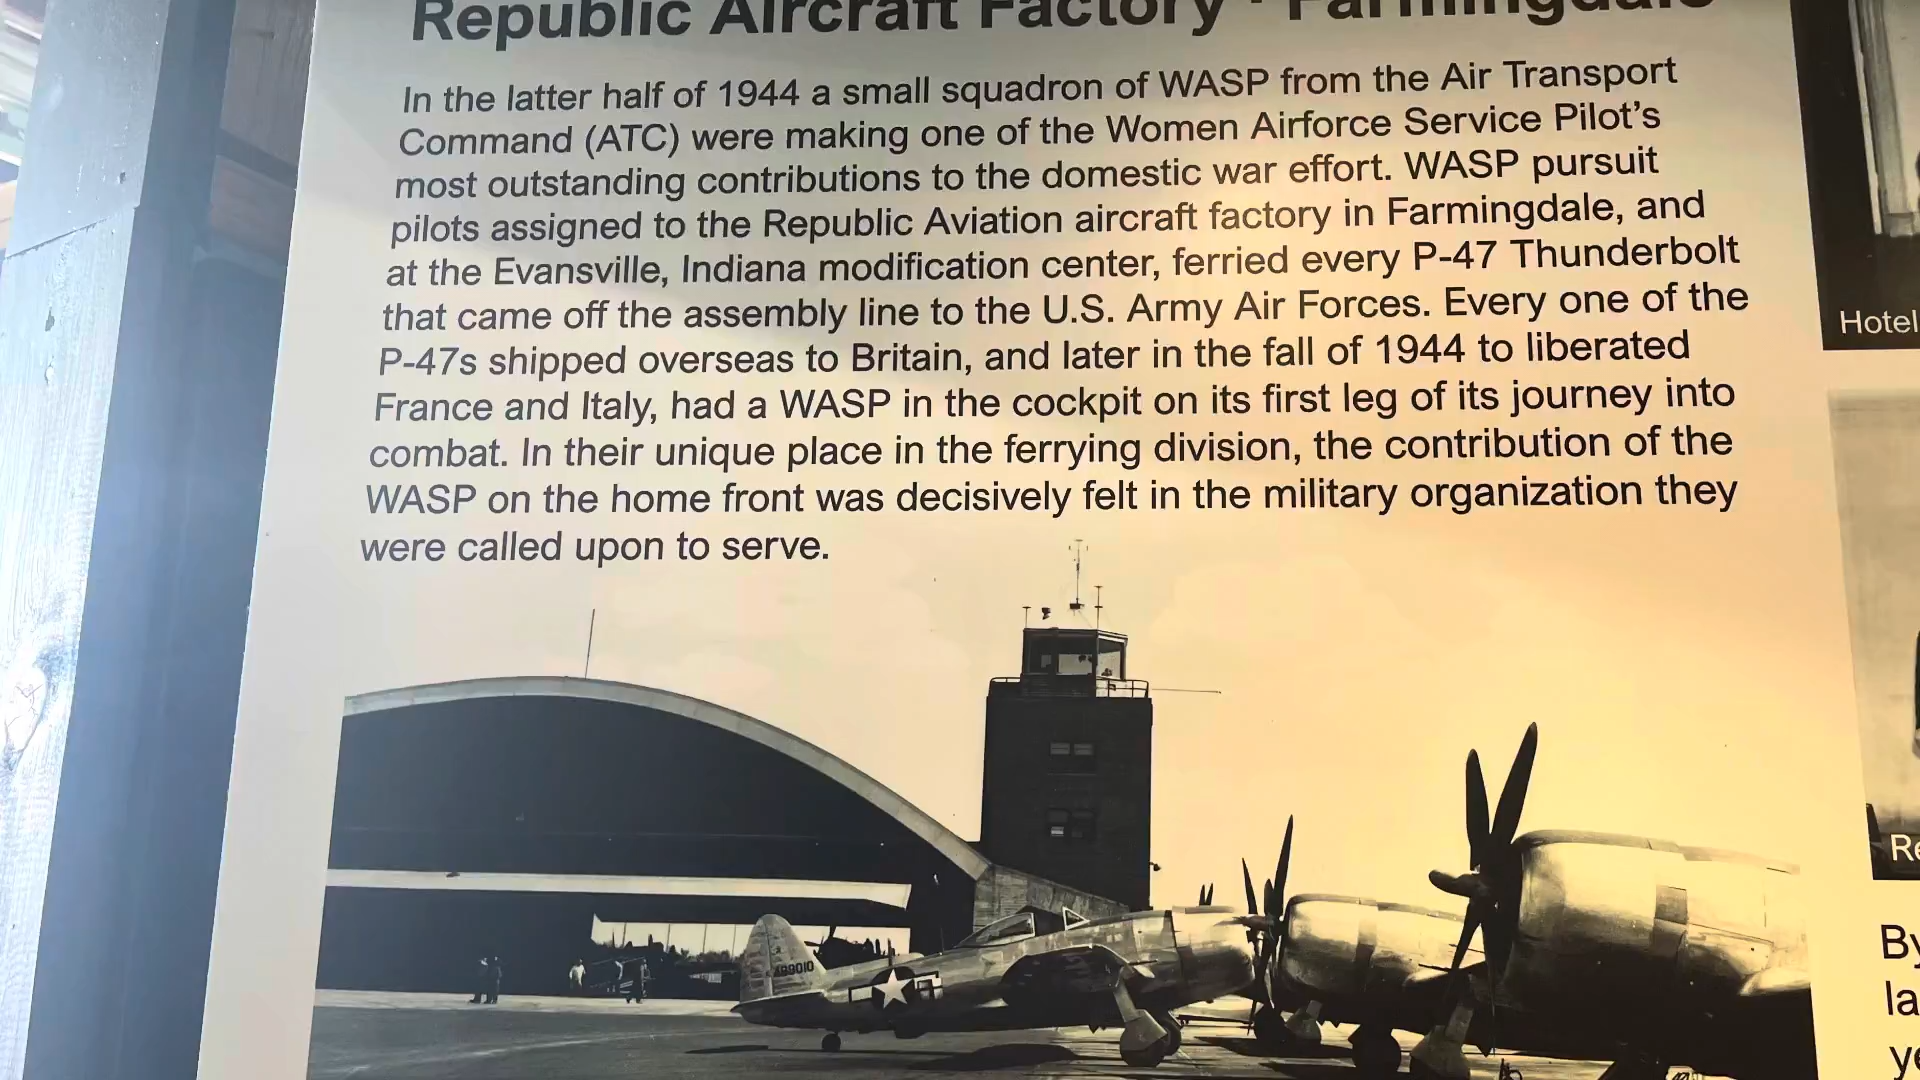 Republic Aircraft Factory · Farmingdale
In the latter half of 1944 a small squadron of WASP from the Air Transport
Command (ATC) were making one of the Women Airforce Service Pilot's
most outstanding contributions to the domestic war effort. WASP pursuit
pilots assigned to the Republic Aviation aircraft factory in Farmingdale, and
at the Evansville, Indiana modification center, ferried every P-47 Thunderbolt
that came off the assembly line to the U.S. Army Air Forces. Every one of the
P-47s shipped overseas to Britain, and later in the fall of 1944 to liberated
France and Italy, had a WASP in the cockpit on its first leg of its journey into
combat. In their unique place in the ferrying division, the contribution of the
WASP on the home front was decisively felt in the military organization they
were called upon to serve.
Hotel
By